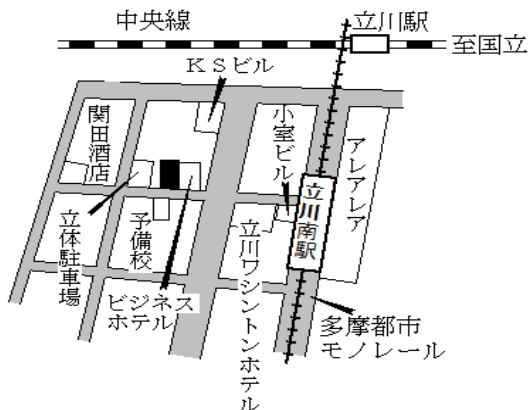 中央線
立川駅
至国立
ＫＳビル
関田酒店
小室ビル
アレアレア
立川南駅
立体駐車場
予備校
ビジネス
ホテル
立川ワシントンホテル
多摩都市
モノレール